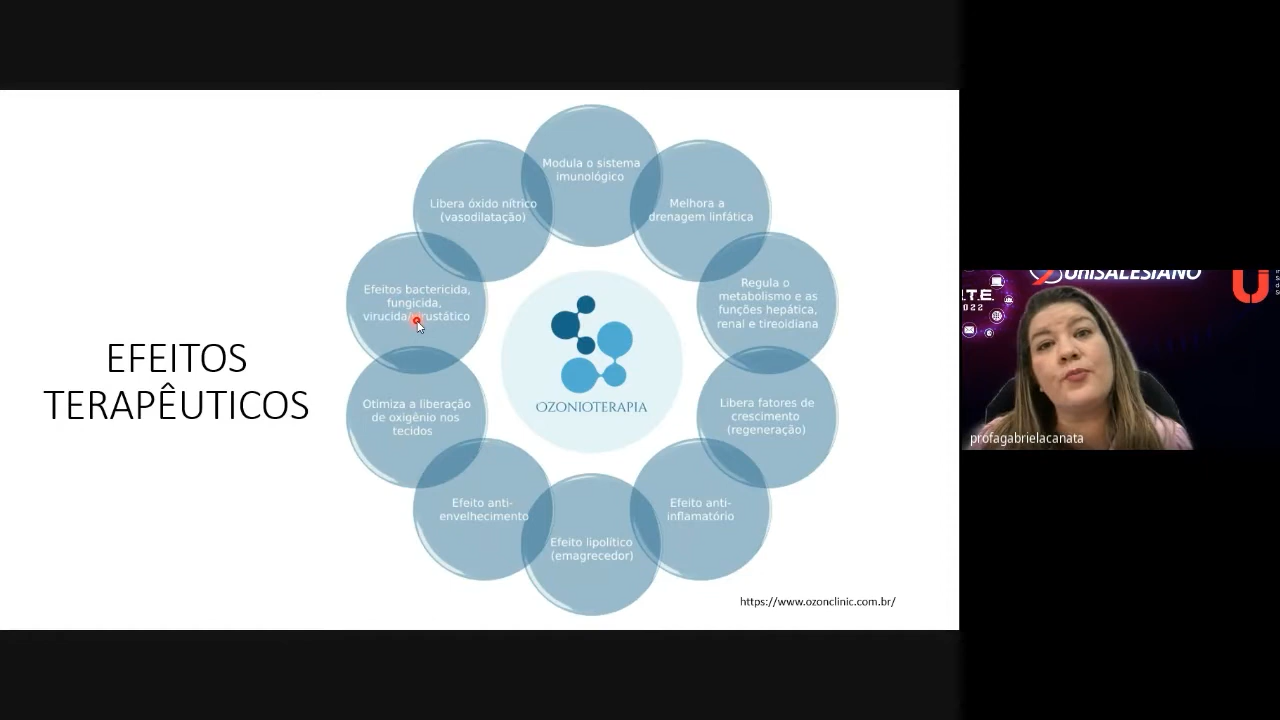 EFEITOS
TERAPÊUTICOS
Modula o sistema
imunológico
Melhora a
drenagem linfática
Regula o
metabolismo e as
funções hepática,
renal e tireoidiana
Libera fatores de
crescimento
(regeneração)
Efeito anti-
inflamatório
Efeito lipolítico
(emagrecedor)
Efeito anti-
envelhecimento
Otimiza a liberação
de oxigênio nos
tecidos
Efeitos bactericida,
fungicida,
virucida/virustático
Libera óxido nítrico
(vasodilatação)
OZONIOTERAPIA
https://www.ozonclinic.com.br/
UniSALESIANO
.T.E.
profagabrielacanata